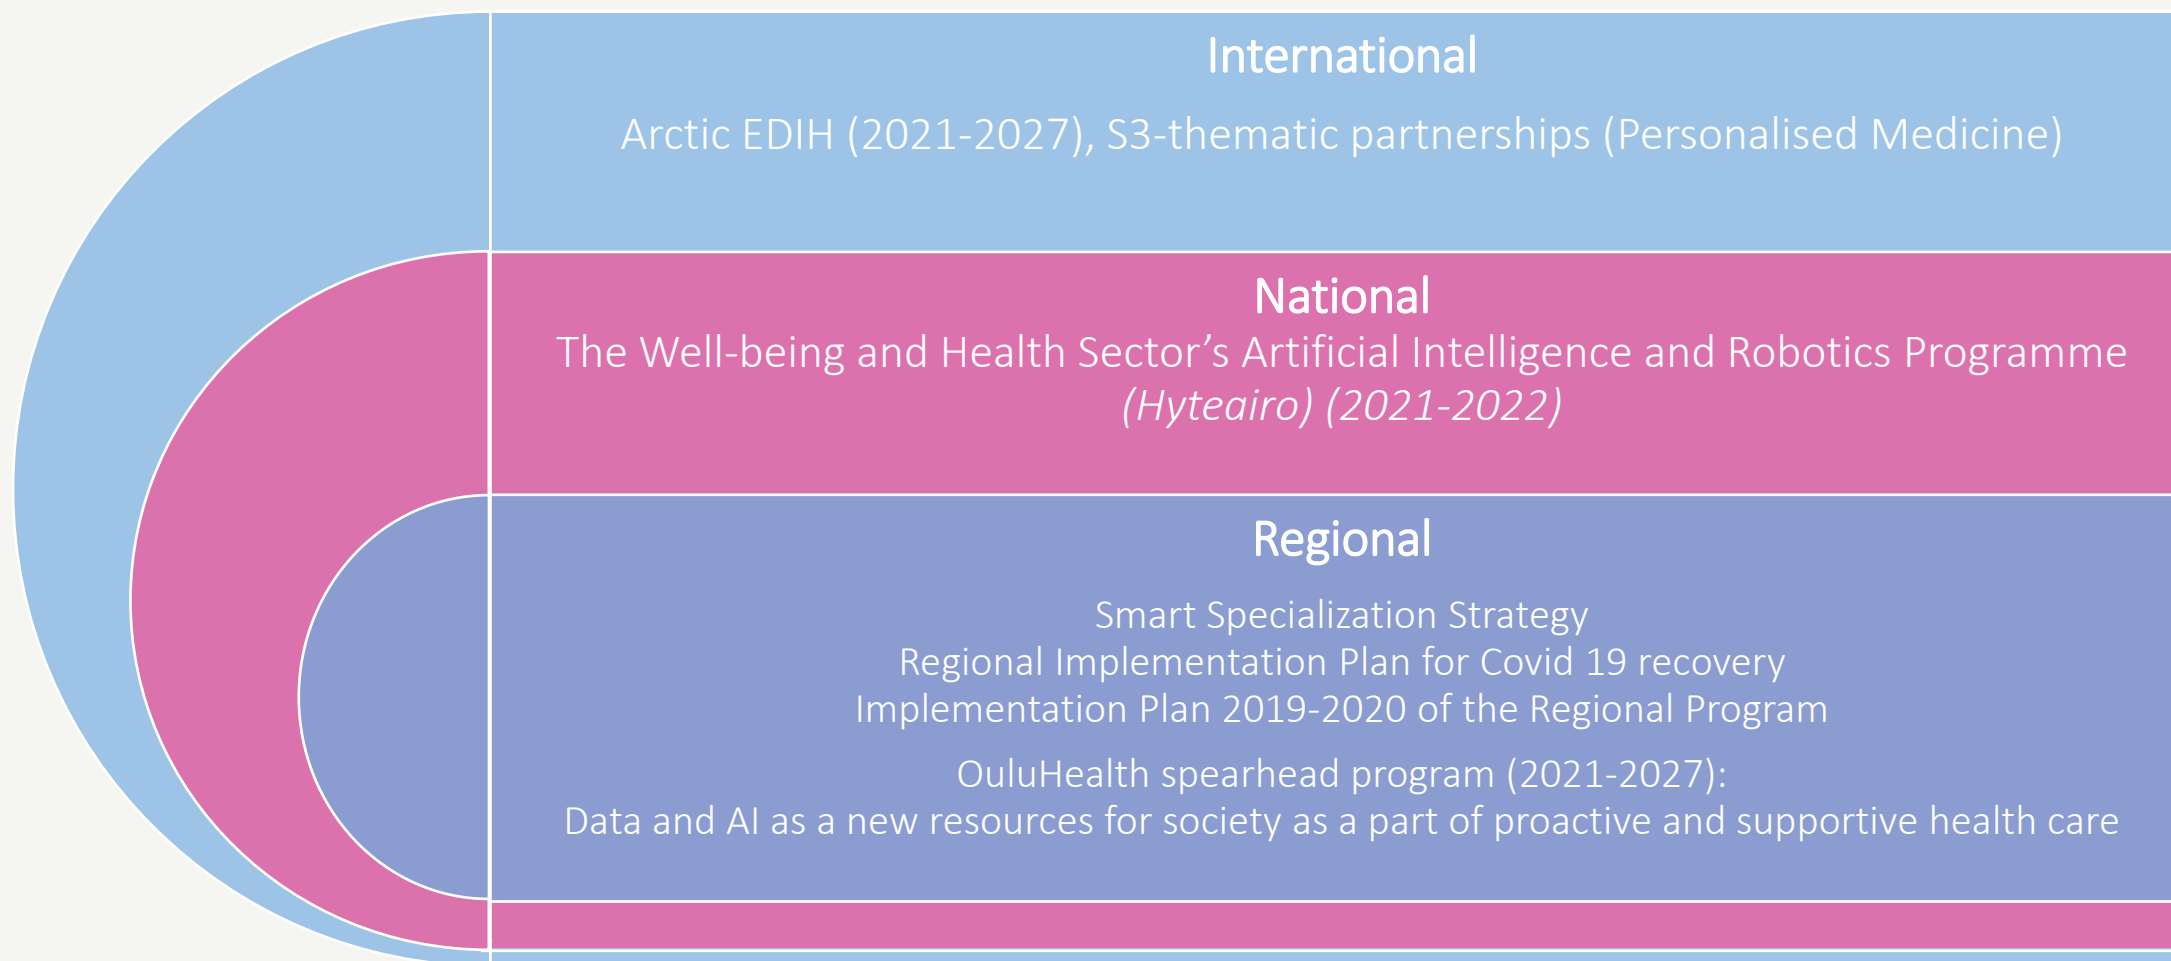 International
Arctic EDIH (2021-2027), S3-thematic partnerships (Personalised Medicine)
National
The Well-being and Health Sector’s Artificial Intelligence and Robotics Programme
(Hyteairo) (2021-2022)
Regional
Smart Specialization Strategy
Regional Implementation Plan for Covid 19 recovery
Implementation Plan 2019-2020 of the Regional Program
OuluHealth spearhead program (2021-2027):
Data and AI as a new resources for society as a part of proactive and supportive health care